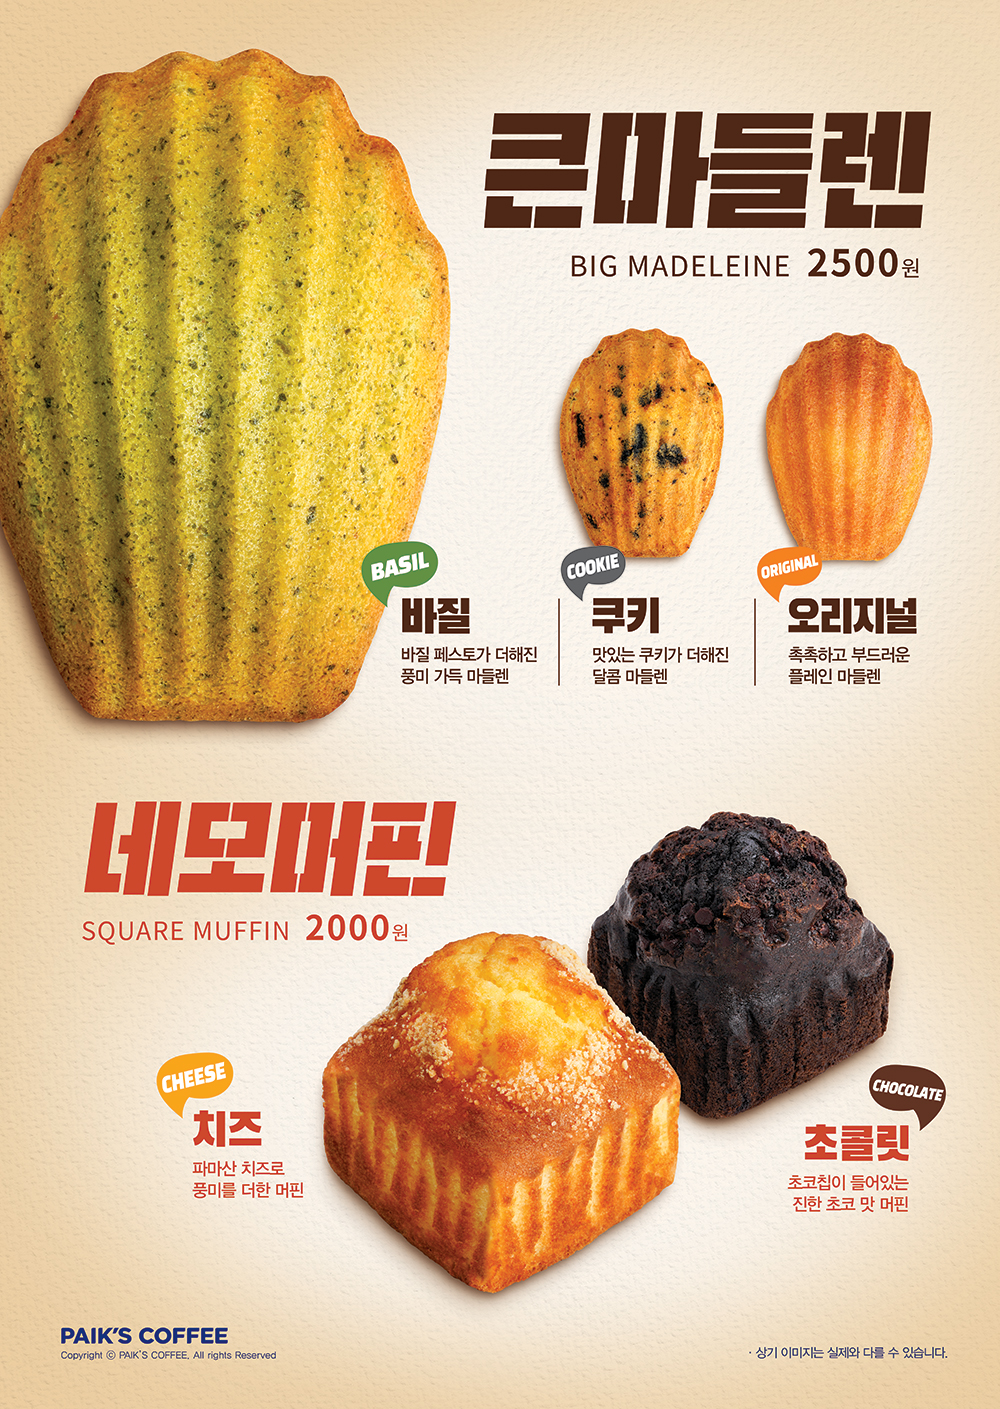 큰마들렌
BIG MADELEINE 2500원
BASIL
바질
바질 페스토가 더해진
풍미 가득 마들렌
COOKIE
쿠키
맛있는 쿠키가 더해진
달콤 마들렌
ORIGINAL
오리지널
촉촉하고 부드러운
플레인 마들렌
네모머핀
SQUARE MUFFIN 2000원
CHEESE
치즈
파마산 치즈로
풍미를 더한 머핀
CHOCOLATE
초콜릿
초코칩이 들어있는
진한 초코 맛 머핀
PAIK'S COFFEE
Copyright ⓒ PAIK'S COFFEE, All rights Reserved
· 상기 이미지는 실제와 다를 수 있습니다.